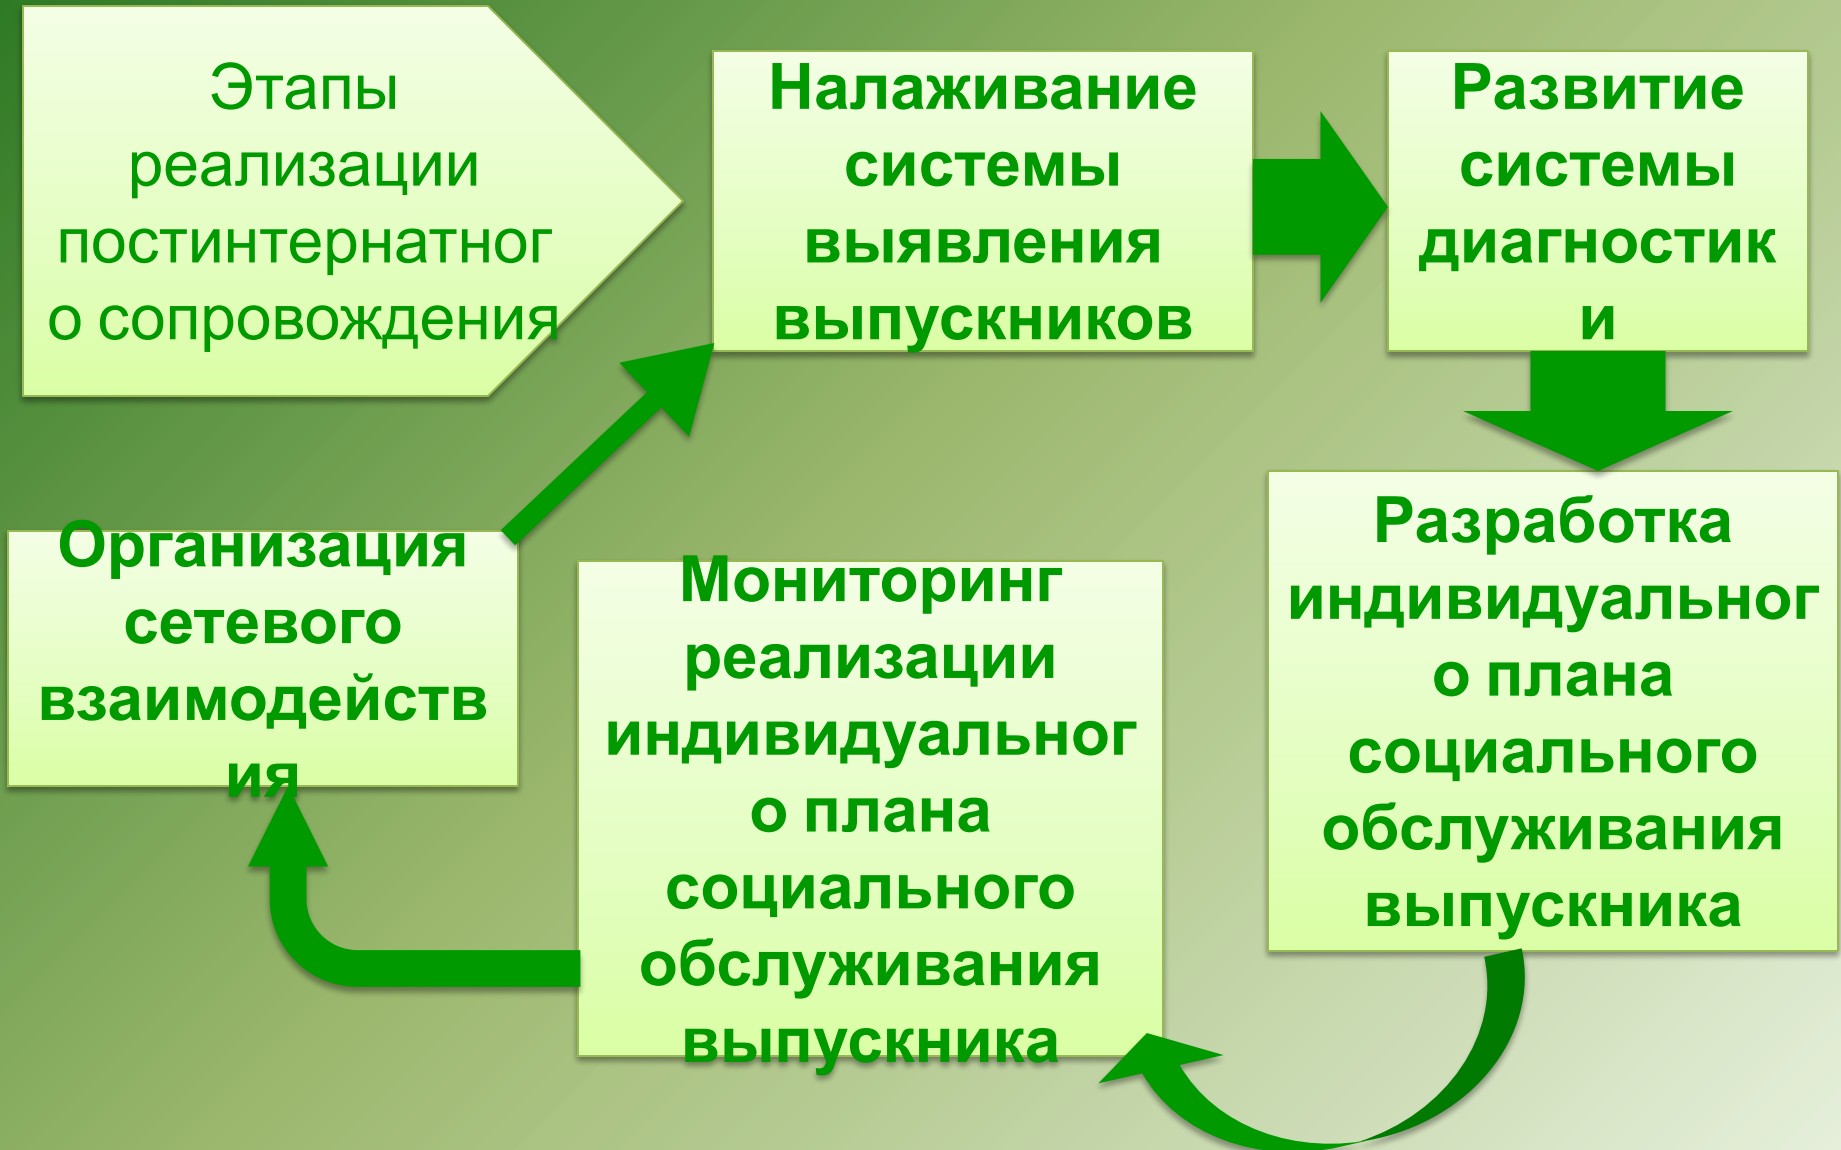 Этапы
реализации
постинтернатног
о сопровождения
Налаживание
системы
выявления
выпускников
Развитие
системы
диагностик
и
Разработка
индивидуальног
о плана
социального
обслуживания
выпускника
Мониторинг
реализации
индивидуальног
о плана
социального
обслуживания
выпускника
Организация
сетевого
взаимодейств
ия